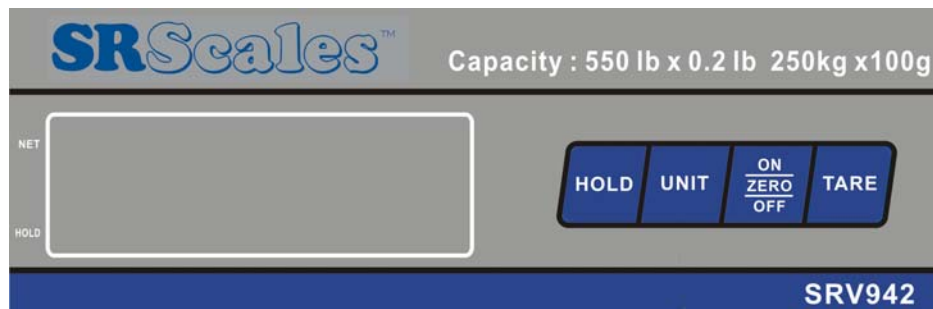 SRScales™
Capacity : 550 lb x 0.2 lb 250kg x100g
NET
HOLD
HOLD
UNIT
ON
ZERO
OFF
TARE
SRV942